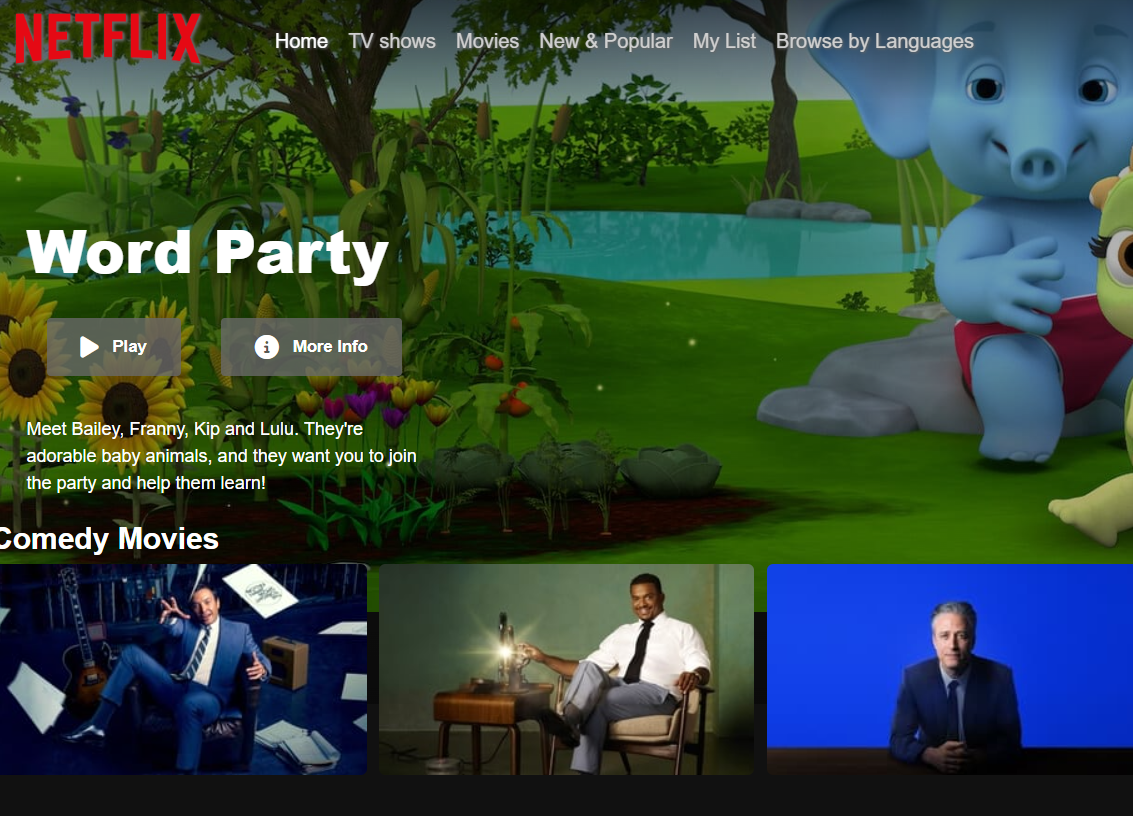 NETFLIX
Home TV shows Movies New & Popular My List Browse by Languages
Word Party
Play More Info
Meet Bailey, Franny, Kip and Lulu. They're
adorable baby animals, and they want you to join
the party and help them learn!
Comedy Movies